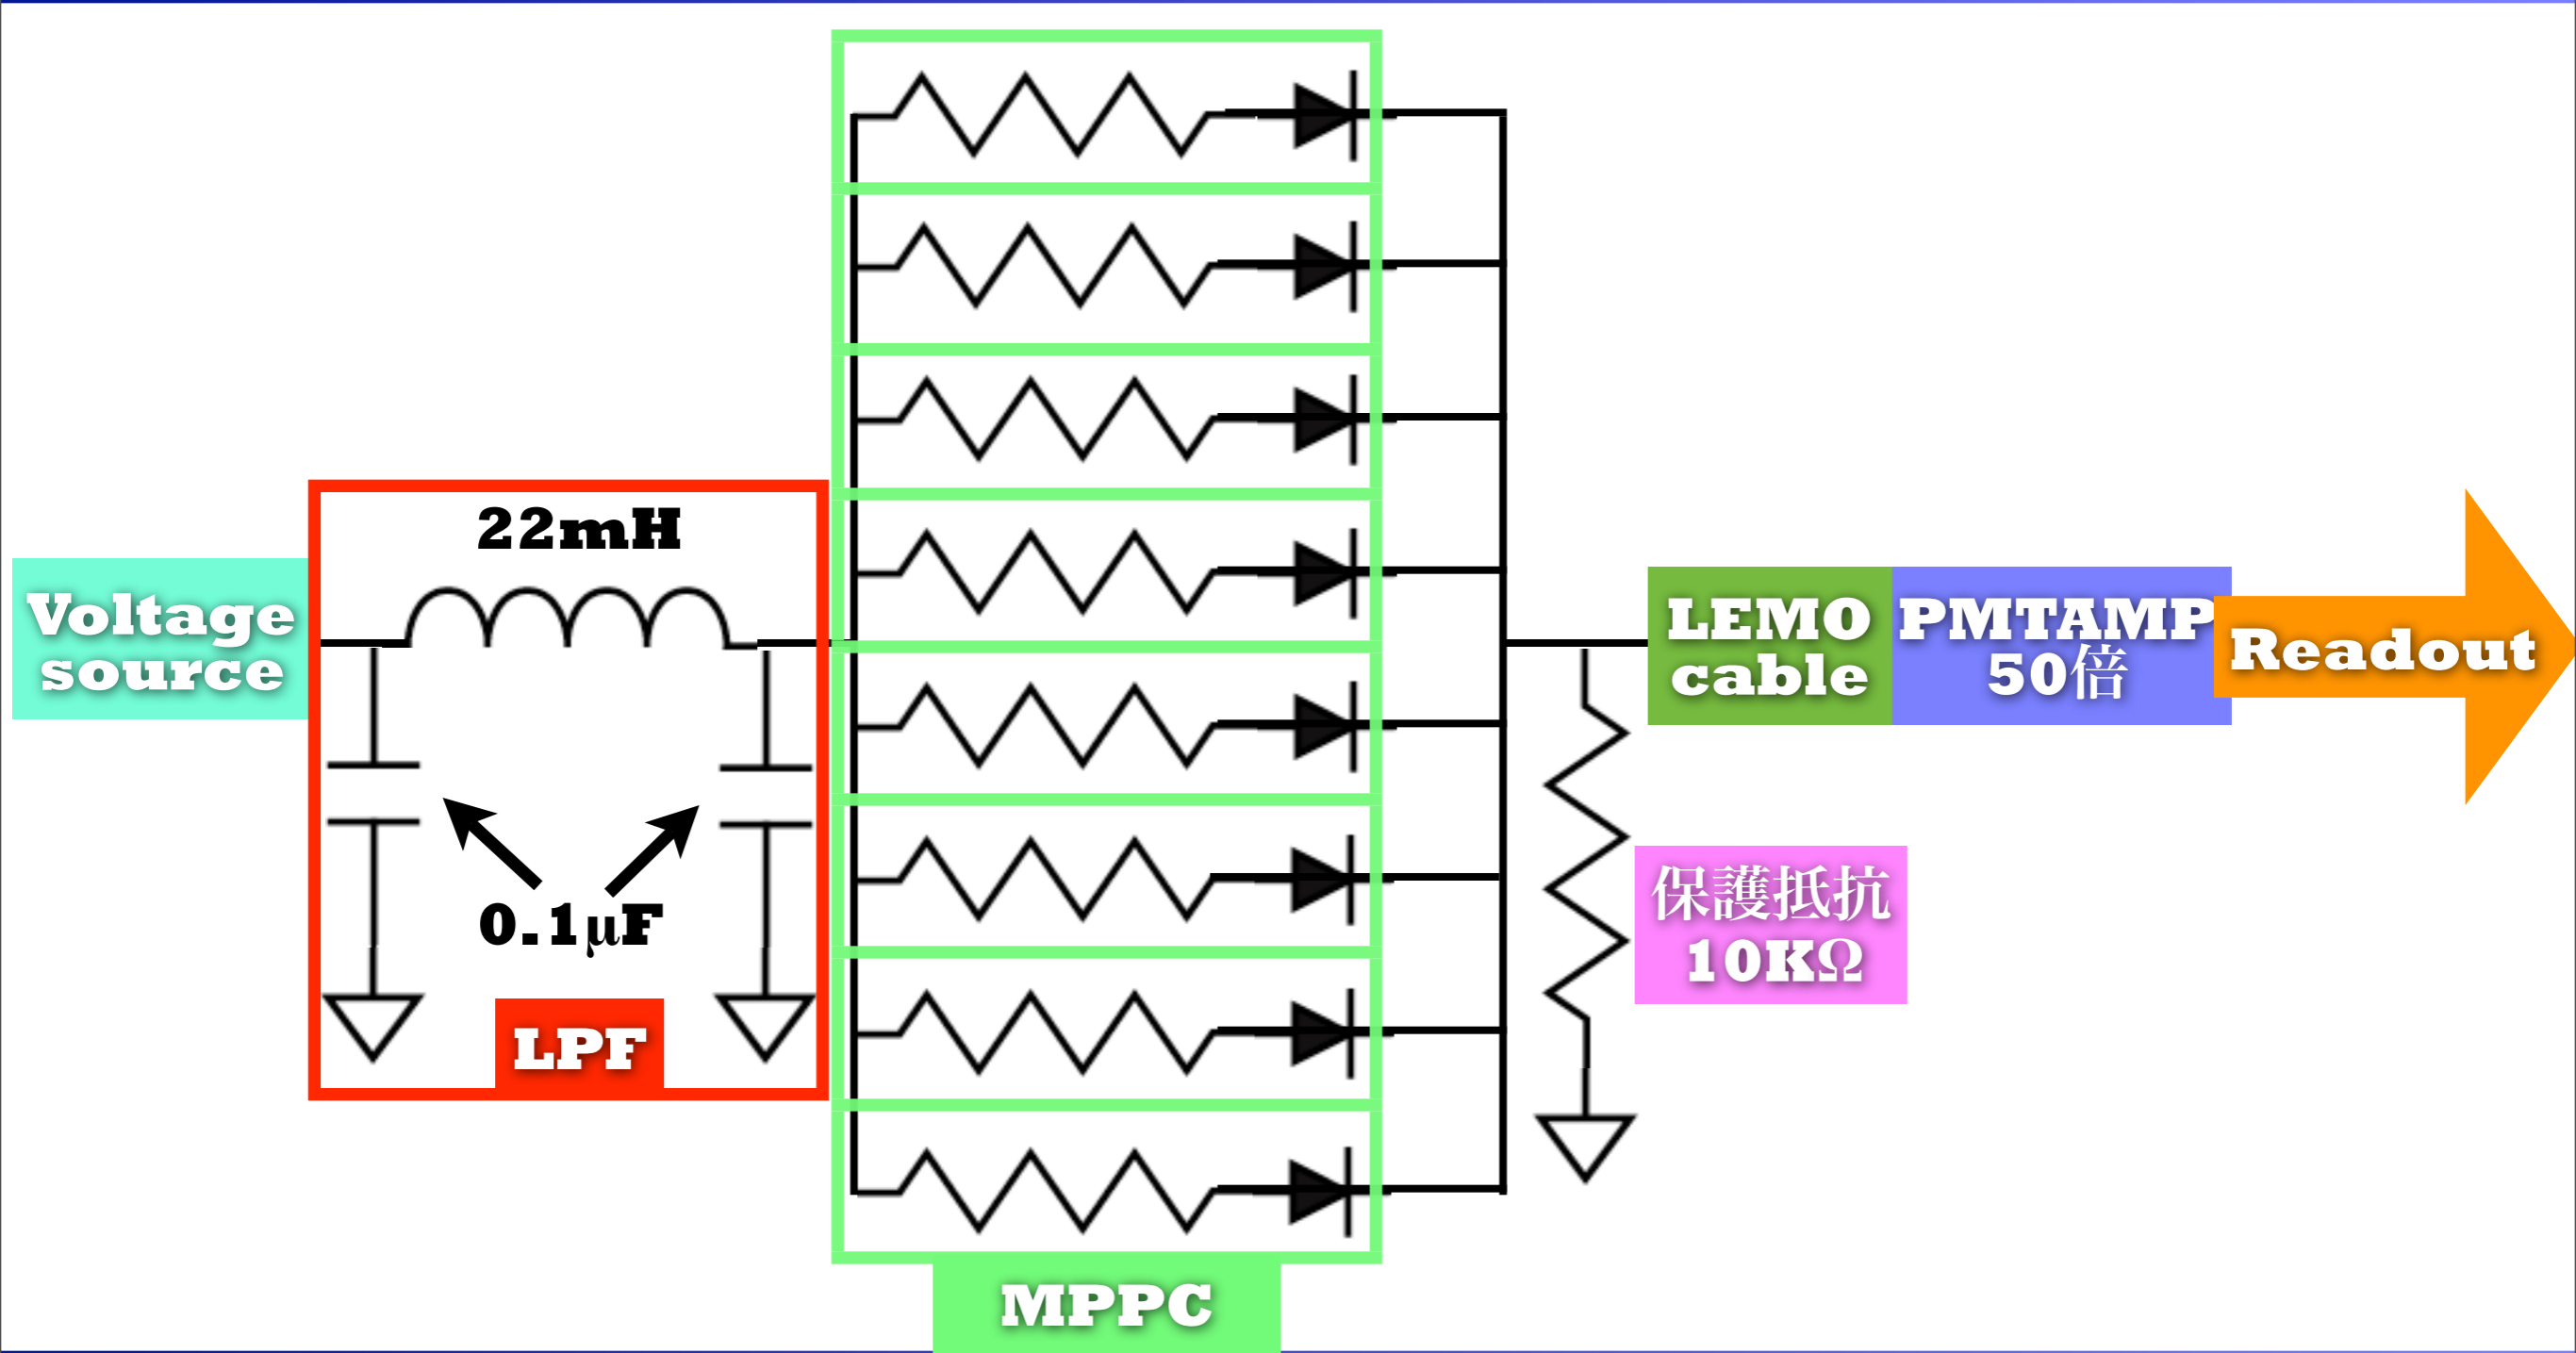 22mH
Voltage
source
0.1μF
LPF
MPPC
LEMO
cable
PMTAMP
50倍
Readout
保護抵抗
10KΩ